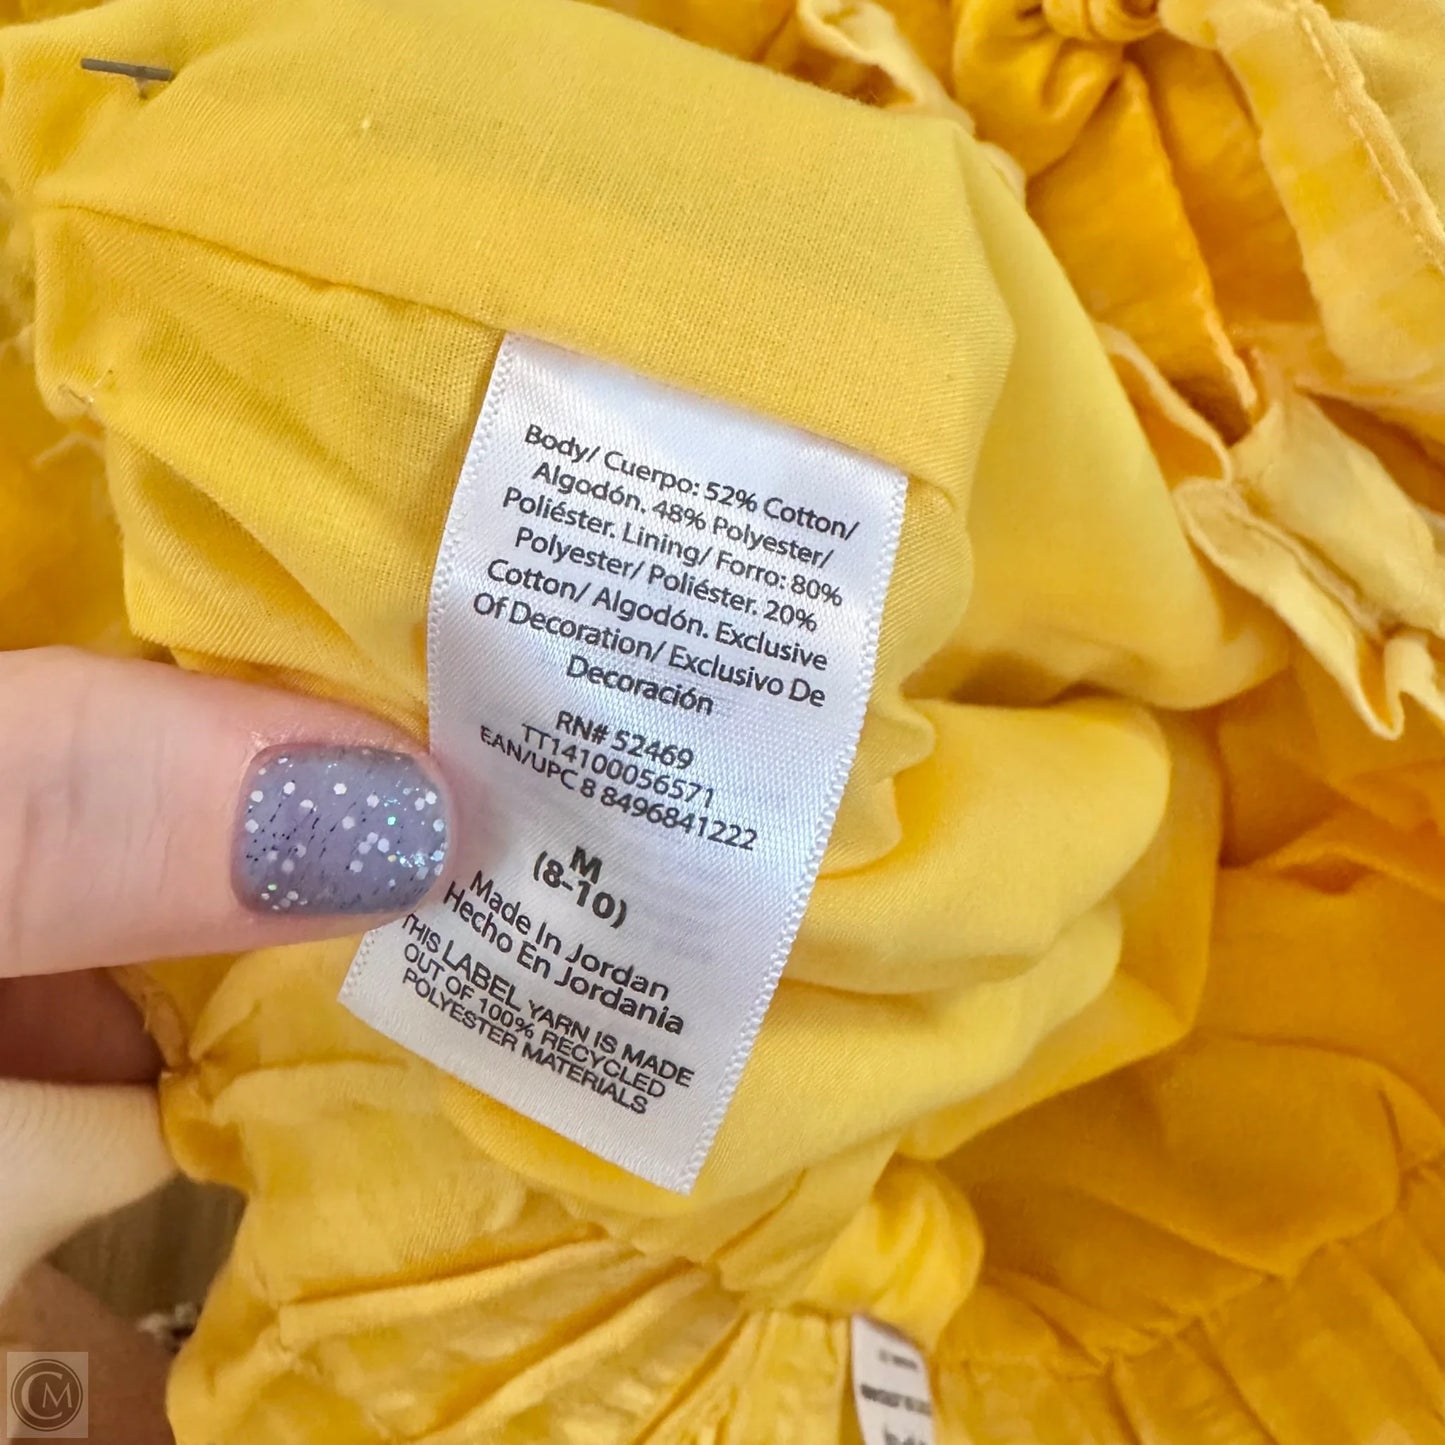 Body/ Cuerpo: 52% Cotton/
Algodón. 48% Polyester/
Poliéster. Lining/ Forro: 80%
Polyester/ Poliéster. 20%
Cotton/ Algodón. Exclusive
Of Decoration/ Exclusivo De
Decoración
RN# 52469
TT14100056571
EAN/UPC 8 8496841222
M
(8-10)
Made In Jordan
Hecho En Jordania
THIS LABEL YARN IS MADE
OUT OF 100% RECYCLED
POLYESTER MATERIALS
CM